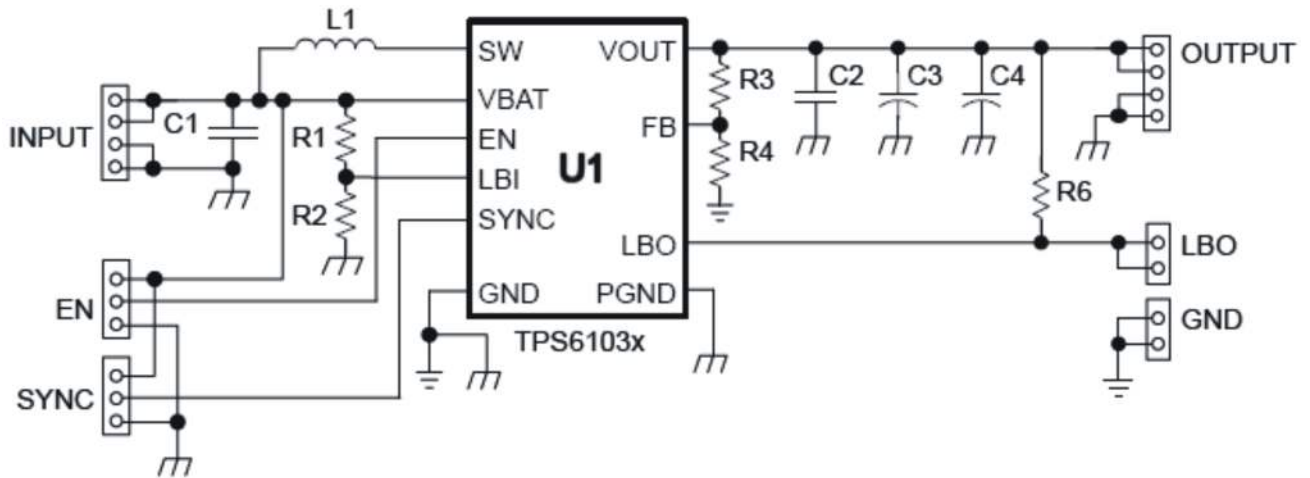 L1
SW
VOUT
OUTPUT
R3
C2
C3
C4
INPUT
C1
VBAT
R1
EN
FB
R4
U1
LBI
R2
SYNC
R6
LBO
LBO
EN
GND
PGND
GND
TPS6103x
SYNC